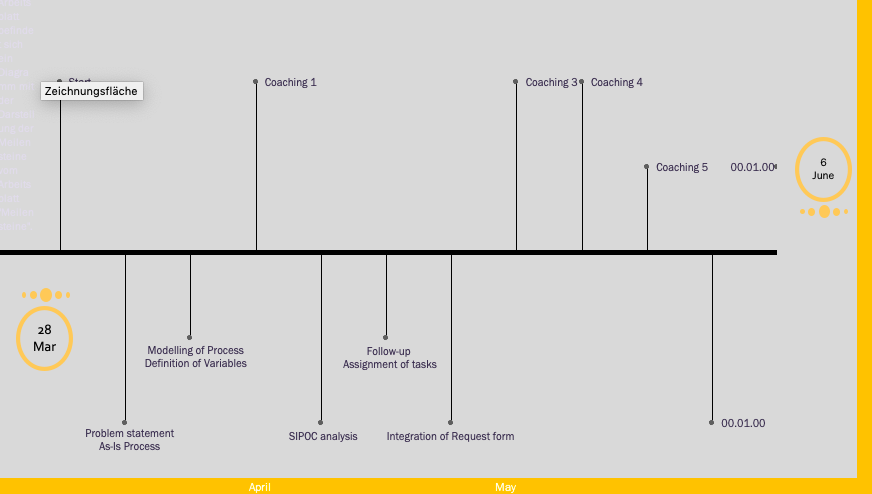 Start
Zeichnungsfläche
Coaching 1
Coaching 3
Coaching 4
Coaching 5
00.01.00
6
June
28
Mar
Modelling of Process
Definition of Variables
Follow-up
Assignment of tasks
Problem statement
As-Is Process
SIPOC analysis
Integration of Request form
00.01.00
April
May